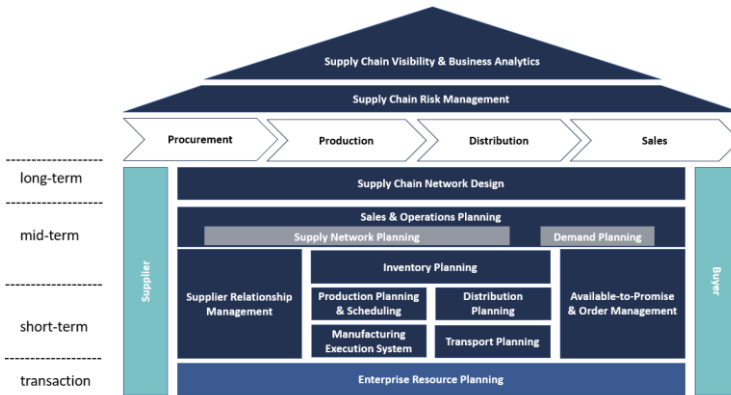 Supply Chain Visibility & Business Analytics
Supply Chain Risk Management
Procurement
Production
Distribution
Sales
long-term
Supply Chain Network Design
mid-term
Sales & Operations Planning
Supply Network Planning
Demand Planning
Supplier
Buyer
Inventory Planning
Supplier Relationship
Management
Production Planning
& Scheduling
Distribution
Planning
Available-to-Promise
& Order Management
short-term
Manufacturing
Execution System
Transport Planning
transaction
Enterprise Resource Planning